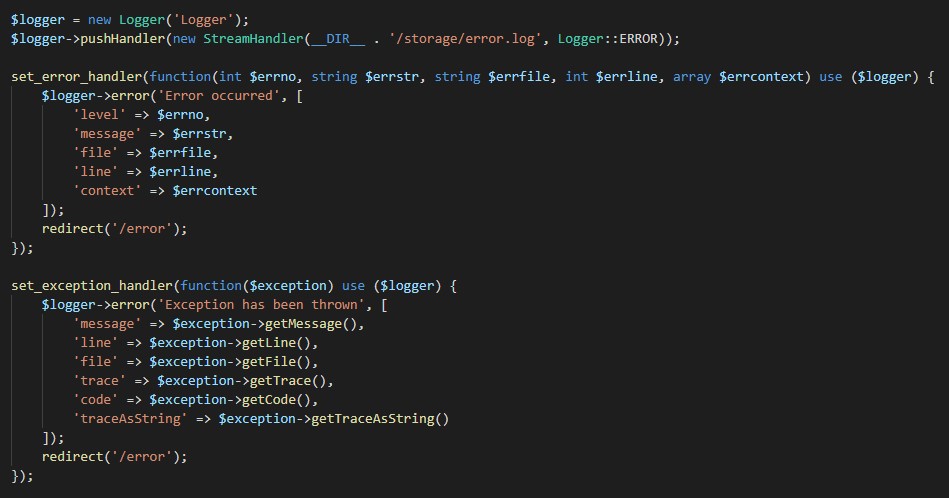 $logger = new Logger('Logger');
$logger->pushHandler(new StreamHandler(__DIR__ . '/storage/error.log', Logger::ERROR));

set_error_handler(function(int $errno, string $errstr, string $errfile, int $errline, array $errcontext) use ($logger) {
    $logger->error('Error occurred', [
        'level' => $errno,
        'message' => $errstr,
        'file' => $errfile,
        'line' => $errline,
        'context' => $errcontext
    ]);
    redirect('/error');
});

set_exception_handler(function($exception) use ($logger) {
    $logger->error('Exception has been thrown', [
        'message' => $exception->getMessage(),
        'line' => $exception->getLine(),
        'file' => $exception->getFile(),
        'trace' => $exception->getTrace(),
        'code' => $exception->getCode(),
        'traceAsString' => $exception->getTraceAsString()
    ]);
    redirect('/error');
});